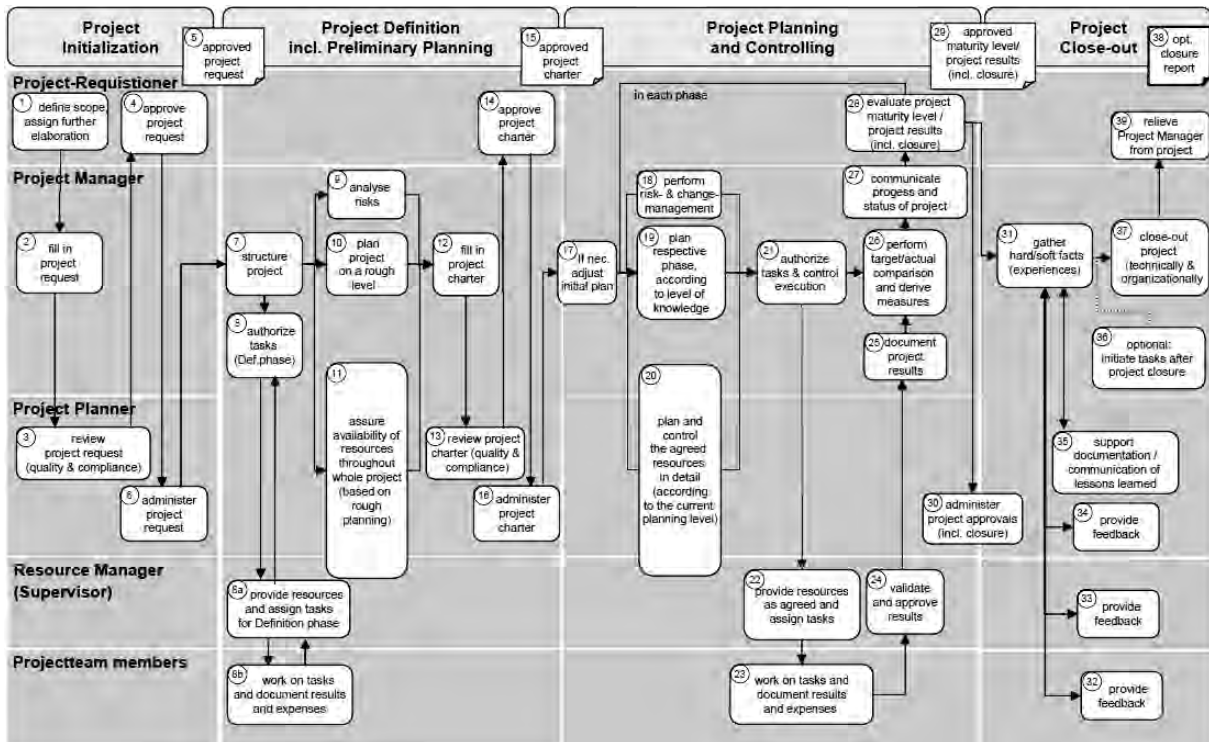 Project
Initialization
5
approved
project
request
Project Definition
incl. Preliminary Planning
15
approved
project
charter
Project Planning
and Controlling
29
approved
maturity level/
project results
(incl. closure)
Project
Close-out
38
opt.
closure
report
Project-Requistioner
1
define scope,
assign further
elaboration
4
approve
project
request
14
approve
project
charter
in each phase
28
evaluate project
maturity level /
project results
(incl. closure)
39
relieve
Project Manager
from project
Project Manager
2
fill in
project
request
7
structure
project
8
authorize
tasks
(Def.phase)
9
analyse
risks
10
plan
project
on a rough
level
12
fill in
project
charter
17
If nec.
adjust
initial plan
18
perform
risk- & change-
management
19
plan
respective
phase,
according
to level of
knowledge
21
authorize
tasks & control
execution
27
communicate
progess and
status of project
26
perform
target/actual
comparison
and derive
measures
25
document
project
results
31
gather
hard/soft facts
(experiences)
37
close-out
project
(technically &
organizationally)
36
optional:
initiate tasks after
project closure
Project Planner
3
review
project request
(quality & compliance)
6
administer
project
request
11
assure
availability of
resources
throughout
whole project
(based on
rough
planning)
13
review project
charter (quality &
compliance)
16
administer
project
charter
20
plan and
control
the agreed
resources
in detail
(according
to the current
planning level)
30
administer
project approvals
(incl. closure)
35
support
documentation /
communication of
lessons learned
34
provide
feedback
Resource Manager
(Supervisor)
provide resources
and assign tasks
for Definition phase
22
provide resources
as agreed and
assign tasks
24
validate
and approve
results
33
provide
feedback
Projectteam members
work on tasks
and document results
and expenses
23
work on tasks and
document results
and expenses
32
provide
feedback